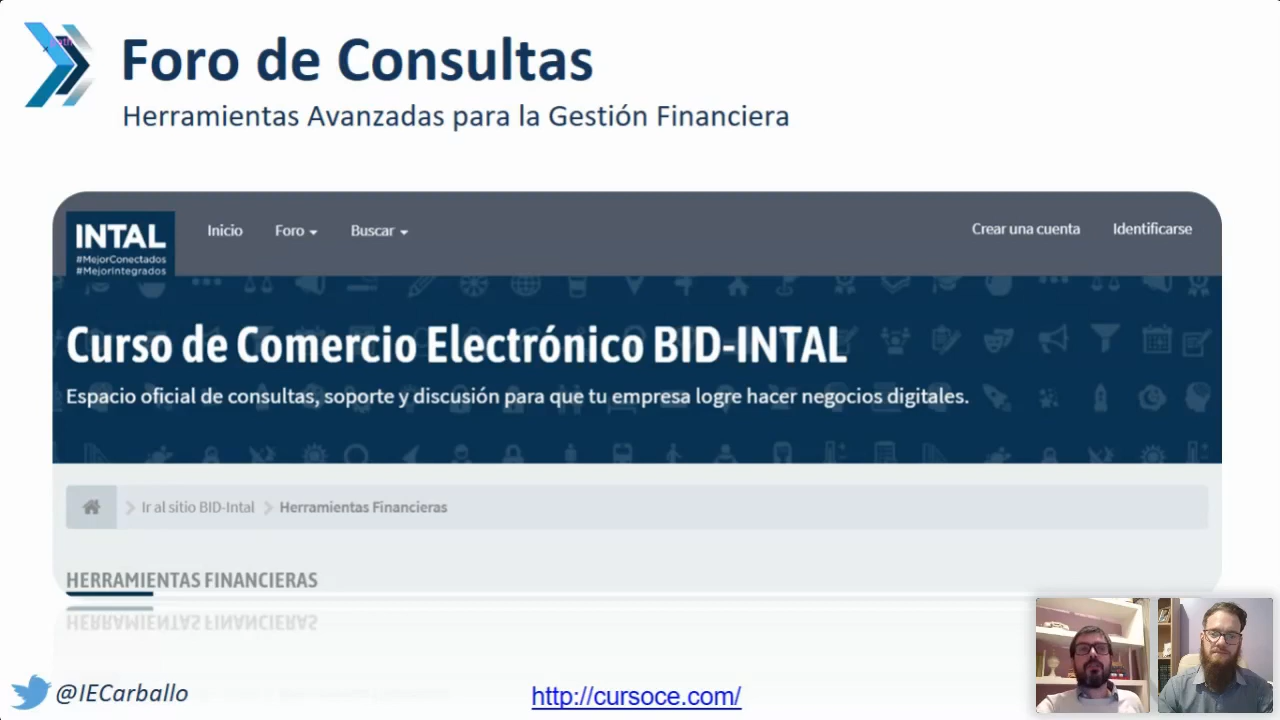 Foro de Consultas
Herramientas Avanzadas para la Gestión Financiera
INTAL
#MejorConectados
#MejorIntegrados
Inicio
Foro
Buscar
Crear una cuenta
Identificarse
Curso de Comercio Electrónico BID-INTAL
Espacio oficial de consultas, soporte y discusión para que tu empresa logre hacer negocios digitales.
Ir al sitio BID-Intal
Herramientas Financieras
HERRAMIENTAS FINANCIERAS
@IECarballo
http://cursoce.com/